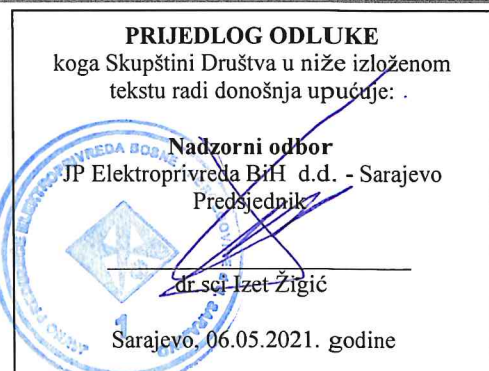 PRIJEDLOG ODLUKE
koga Skupštini Društva u niže izloženom
tekstu radi donošnja upućuje:
Nadzorni odbor
JP Elektroprivreda BiH d.d. - Sarajevo
Predsjednik
dr.sci Izet Žigić
Sarajevo, 06.05.2021. godine
1